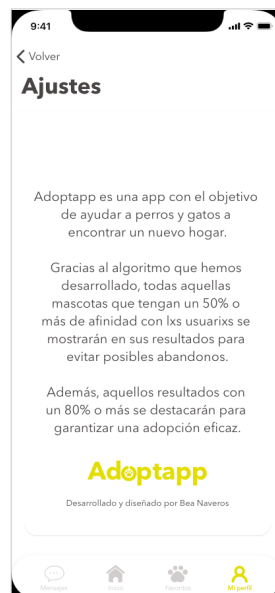 9:41
Volver
Ajustes
Adoptapp es una app con el objetivo
de ayudar a perros y gatos a
encontrar un nuevo hogar.
Gracias al algoritmo que hemos
desarrollado, todas aquellas
mascotas que tengan un 50% o
más de afinidad con lxs usuarixs se
mostrarán en sus resultados para
evitar posibles abandonos.
Además, aquellos resultados con
un 80% o más se destacarán para
garantizar una adopción eficaz.
Adoptapp
Desarrollado y diseñado por Bea Naveros
Mensajes Inicio Favoritos Mi perfil